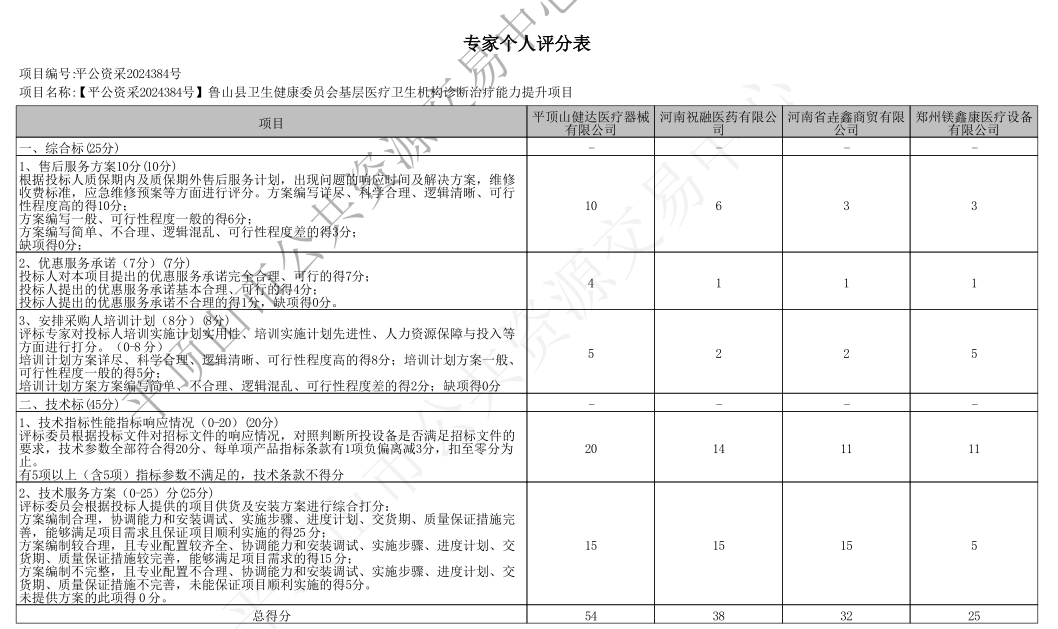 专家个人评分表
项目编号:平公资采2024384号
项目名称:【平公资采2024384号】鲁山县卫生健康委员会基层医疗卫生机构诊断治疗能力提升项目
项目
平顶山健达医疗器械
有限公司
河南祝融医药有限公
司
河南省垚鑫商贸有限
公司
郑州镁鑫康医疗设备
有限公司
一、综合标(25分)
–
–
–
–
1、售后服务方案10分(10分)
根据投标人质保期内及质保期外售后服务计划，出现问题的响应时间及解决方案，维修
收费标准，应急维修预案等方面进行评分。方案编写详尽、科学合理、逻辑清晰、可行
性程度高的得10分；
方案编写一般、可行性程度一般的得6分；
方案编写简单、不合理、逻辑混乱、可行性程度差的得3分；
缺项得0分；
10
6
3
3
2、优惠服务承诺（7分）(7分)
投标人对本项目提出的优惠服务承诺完全合理、可行的得7分；
投标人提出的优惠服务承诺基本合理、可行的得4分；
投标人提出的优惠服务承诺不合理的得1分，缺项得0分。
4
1
1
1
3、安排采购人培训计划（8分）(8分)
评标专家对投标人培训实施计划实用性、培训实施计划先进性、人力资源保障与投入等
方面进行打分。（0-8 分）
培训计划方案详尽、科学合理、逻辑清晰、可行性程度高的得8分；培训计划方案一般、
可行性程度一般的得5分；
培训计划方案方案编写简单、不合理、逻辑混乱、可行性程度差的得2分；缺项得0分
5
2
2
5
二、技术标(45分)
–
–
–
–
1、技术指标性能指标响应情况（0-20）(20分)
评标委员根据投标文件对招标文件的响应情况，对照判断所投设备是否满足招标文件的
要求，技术参数全部符合得20分、每单项产品指标条款有1项负偏离减3分，扣至零分为
止。
有5项以上（含5项）指标参数不满足的，技术条款不得分
20
14
11
11
2、技术服务方案（0-25）分(25分)
评标委员会根据投标人提供的项目供货及安装方案进行综合打分：
方案编制合理，协调能力和安装调试、实施步骤、进度计划、交货期、质量保证措施完
善，能够满足项目需求且保证项目顺利实施的得25 分；
方案编制较合理，且专业配置较齐全、协调能力和安装调试、实施步骤、进度计划、交
货期、质量保证措施较完善，能够满足项目需求的得15 分；
方案编制不完整，且专业配置不合理、协调能力和安装调试、实施步骤、进度计划、交
货期、质量保证措施不完善，未能保证项目顺利实施的得5分。
未提供方案的此项得 0 分。
15
15
15
5
总得分
54
38
32
25
平顶山市公共资源交易中心
平顶山市公共资源交易中心